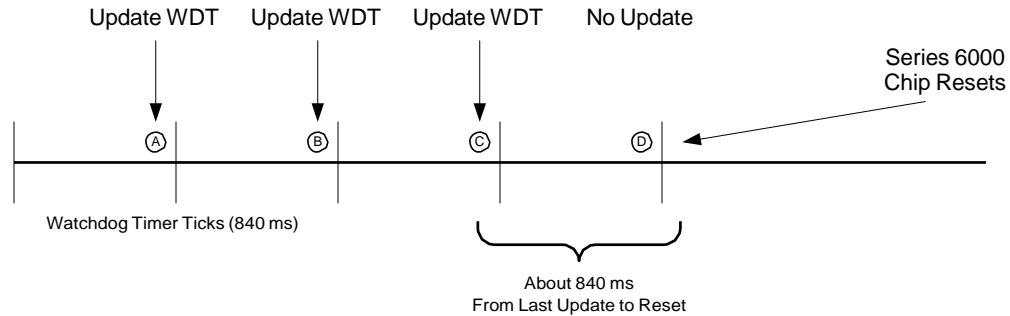 Update WDT
Update WDT
Update WDT
No Update
Series 6000
Chip Resets
A
B
C
D
Watchdog Timer Ticks (840 ms)
About 840 ms
From Last Update to Reset